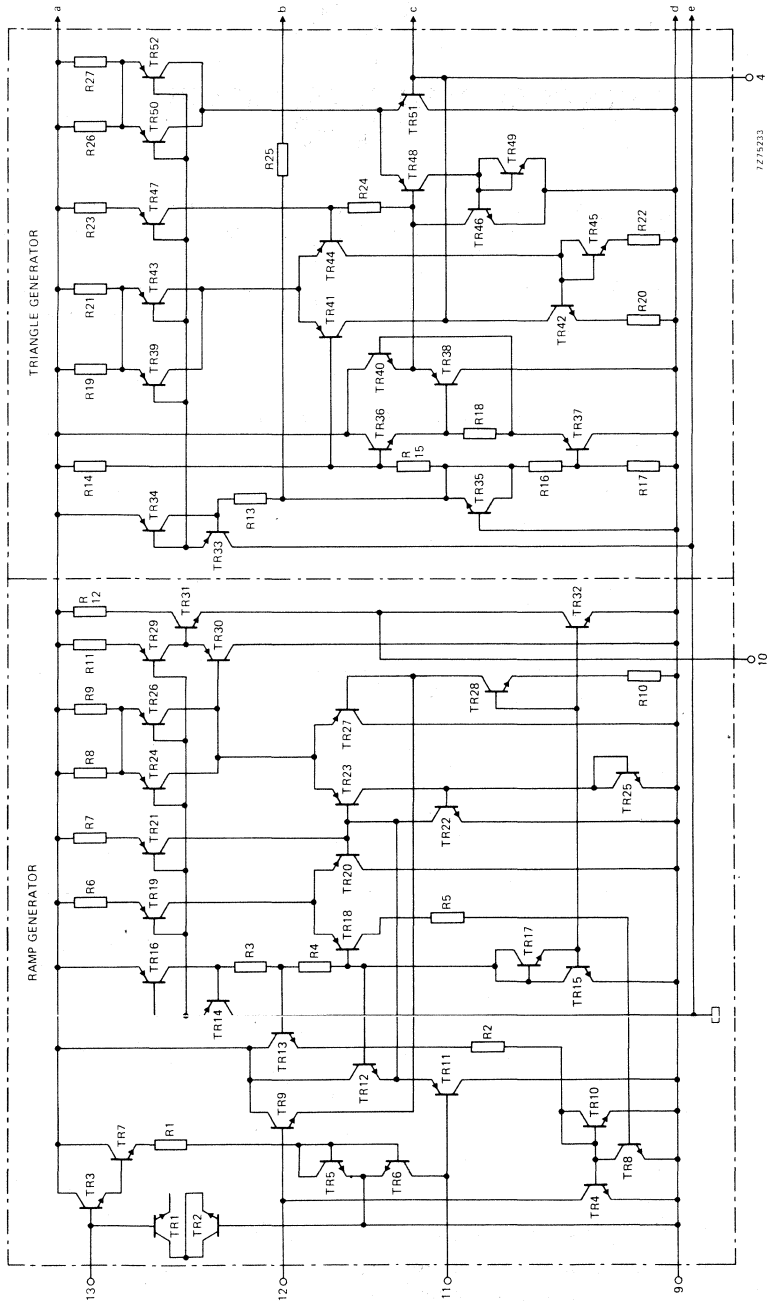 RAMP GENERATOR
TRIANGLE GENERATOR
a
b
c
d
e
13
12
11
9
10
4
TR3
TR7
R1
TR1
TR2
TR5
TR6
TR9
TR13
TR12
TR11
R2
TR4
TR10
TR8
TR16
TR14
R3
R4
R6
R7
R8
R9
R11
R 12
TR19
TR21
TR24
TR26
TR29
TR31
TR30
TR18
TR20
TR23
TR27
R5
TR22
TR28
TR17
TR15
TR25
R10
TR32
R14
R19
R21
R23
R26
R27
TR34
TR33
R13
TR39
TR43
TR47
TR50
TR52
R25
TR36
TR40
TR41
TR44
R24
R 15
TR35
R18
TR38
R16
TR37
R17
TR48
TR51
TR46
TR49
TR42
TR45
R20
R22
7Z75233